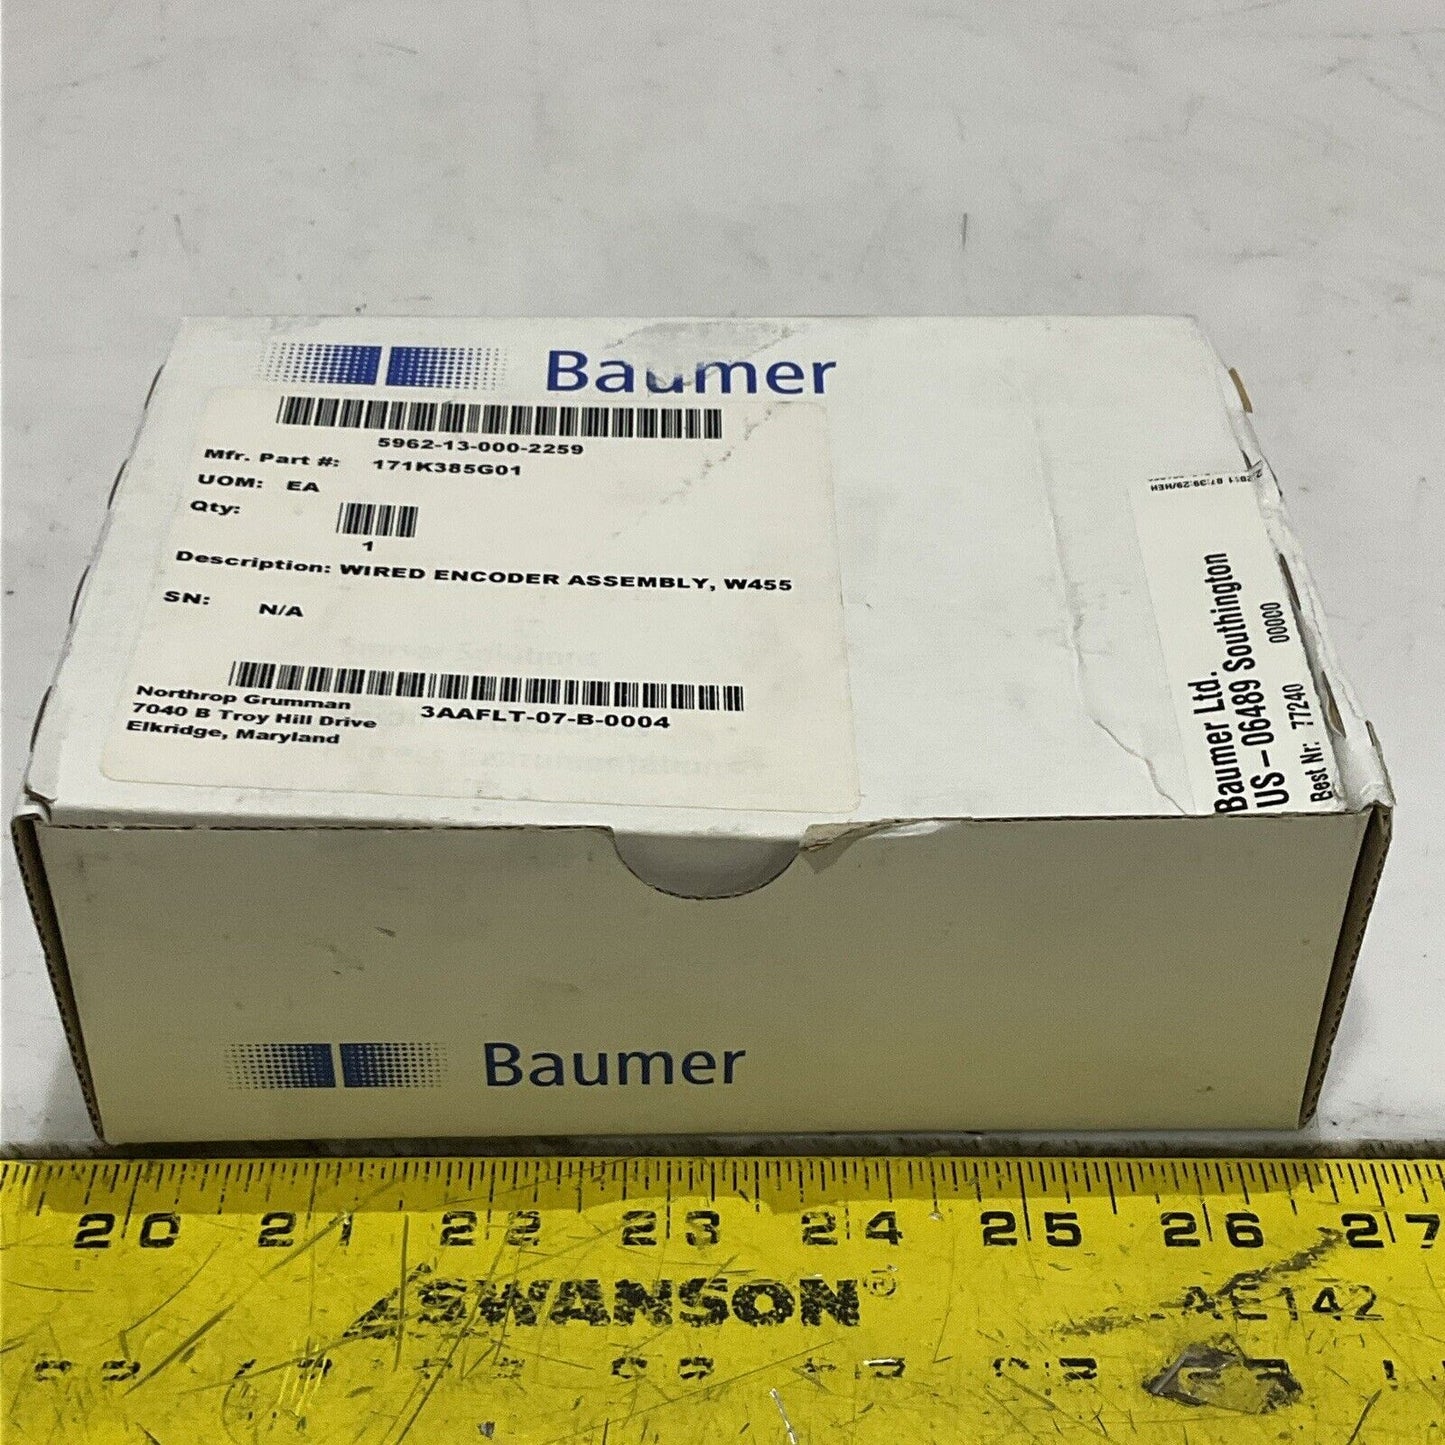 Baumer
5962-13-000-2259
Mfr. Part #: 171K385G01
UOM: EA
Qty:
1
Description: WIRED ENCODER ASSEMBLY, W455
SN: N/A
3AAFLT-07-B-0004
Northrop Grumman
7040 B Troy Hill Drive
Elkridge, Maryland
Baumer Ltd.
US - 06489 Southington
Best Nr: 77240 00000
Baumer
20 21 22 23 24 25 26 27
SWANSON®
AE142